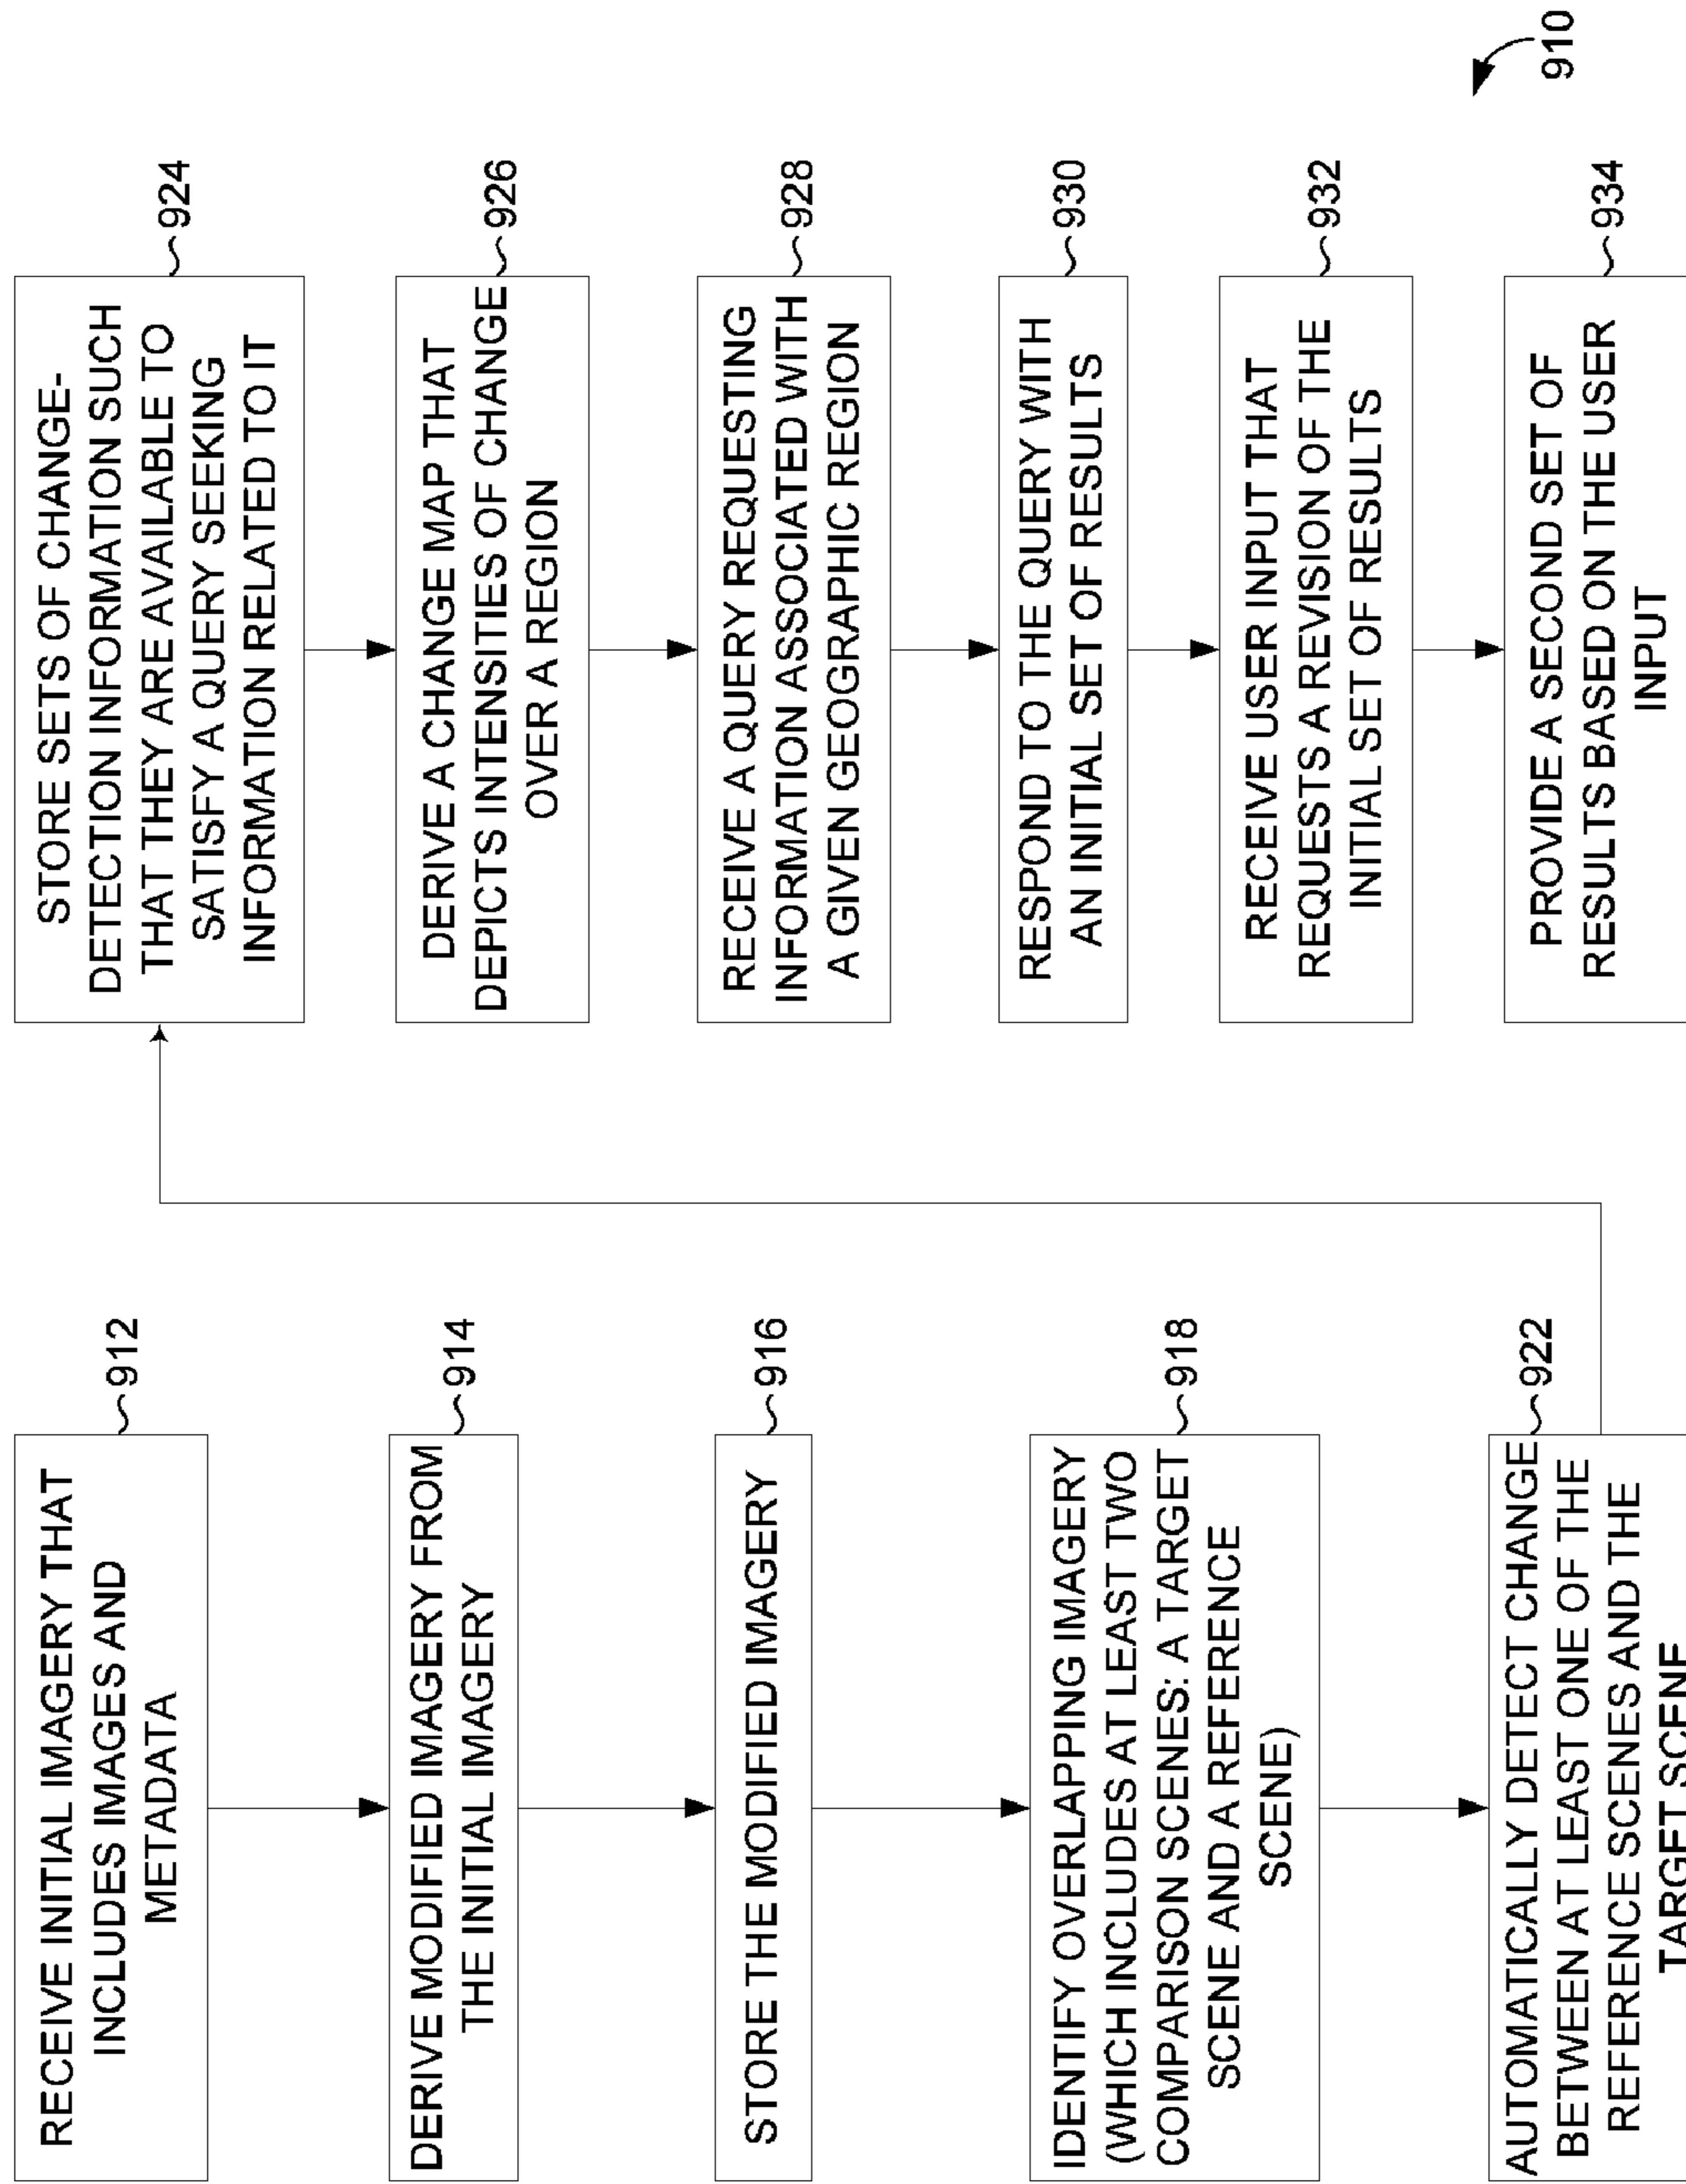 RECEIVE INITIAL IMAGERY THAT
INCLUDES IMAGES AND
METADATA
912
DERIVE MODIFIED IMAGERY FROM
THE INITIAL IMAGERY
914
STORE THE MODIFIED IMAGERY
916
IDENTIFY OVERLAPPING IMAGERY
(WHICH INCLUDES AT LEAST TWO
COMPARISON SCENES: A TARGET
SCENE AND A REFERENCE
SCENE)
918
AUTOMATICALLY DETECT CHANGE
BETWEEN AT LEAST ONE OF THE
REFERENCE SCENES AND THE
TARGET SCENE
922
STORE SETS OF CHANGE-
DETECTION INFORMATION SUCH
THAT THEY ARE AVAILABLE TO
SATISFY A QUERY SEEKING
INFORMATION RELATED TO IT
924
DERIVE A CHANGE MAP THAT
DEPICTS INTENSITIES OF CHANGE
OVER A REGION
926
RECEIVE A QUERY REQUESTING
INFORMATION ASSOCIATED WITH
A GIVEN GEOGRAPHIC REGION
928
RESPOND TO THE QUERY WITH
AN INITIAL SET OF RESULTS
930
RECEIVE USER INPUT THAT
REQUESTS A REVISION OF THE
INITIAL SET OF RESULTS
932
PROVIDE A SECOND SET OF
RESULTS BASED ON THE USER
INPUT
934
910